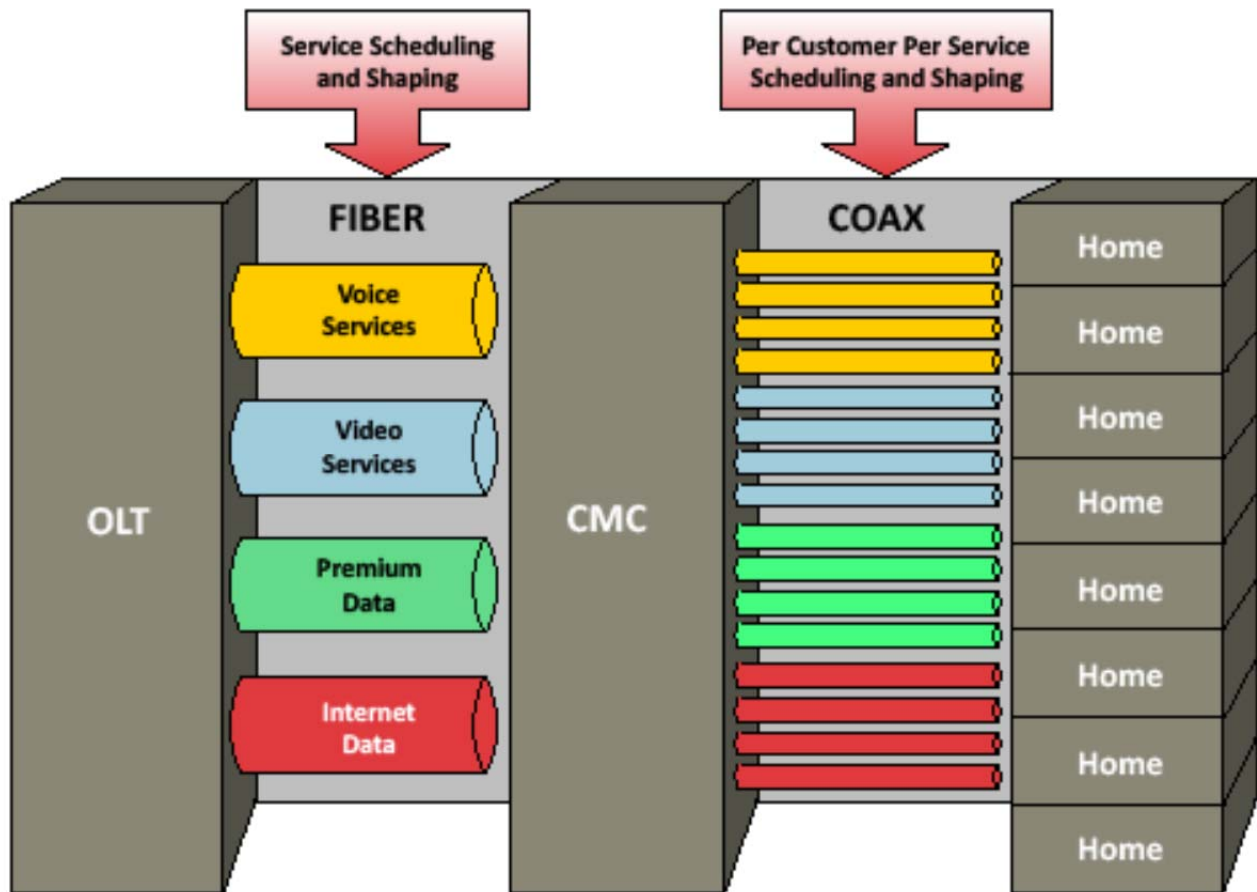 Service Scheduling
and Shaping
Per Customer Per Service
Scheduling and Shaping
FIBER
COAX
OLT
CMC
Voice
Services
Video
Services
Premium
Data
Internet
Data
Home
Home
Home
Home
Home
Home
Home
Home